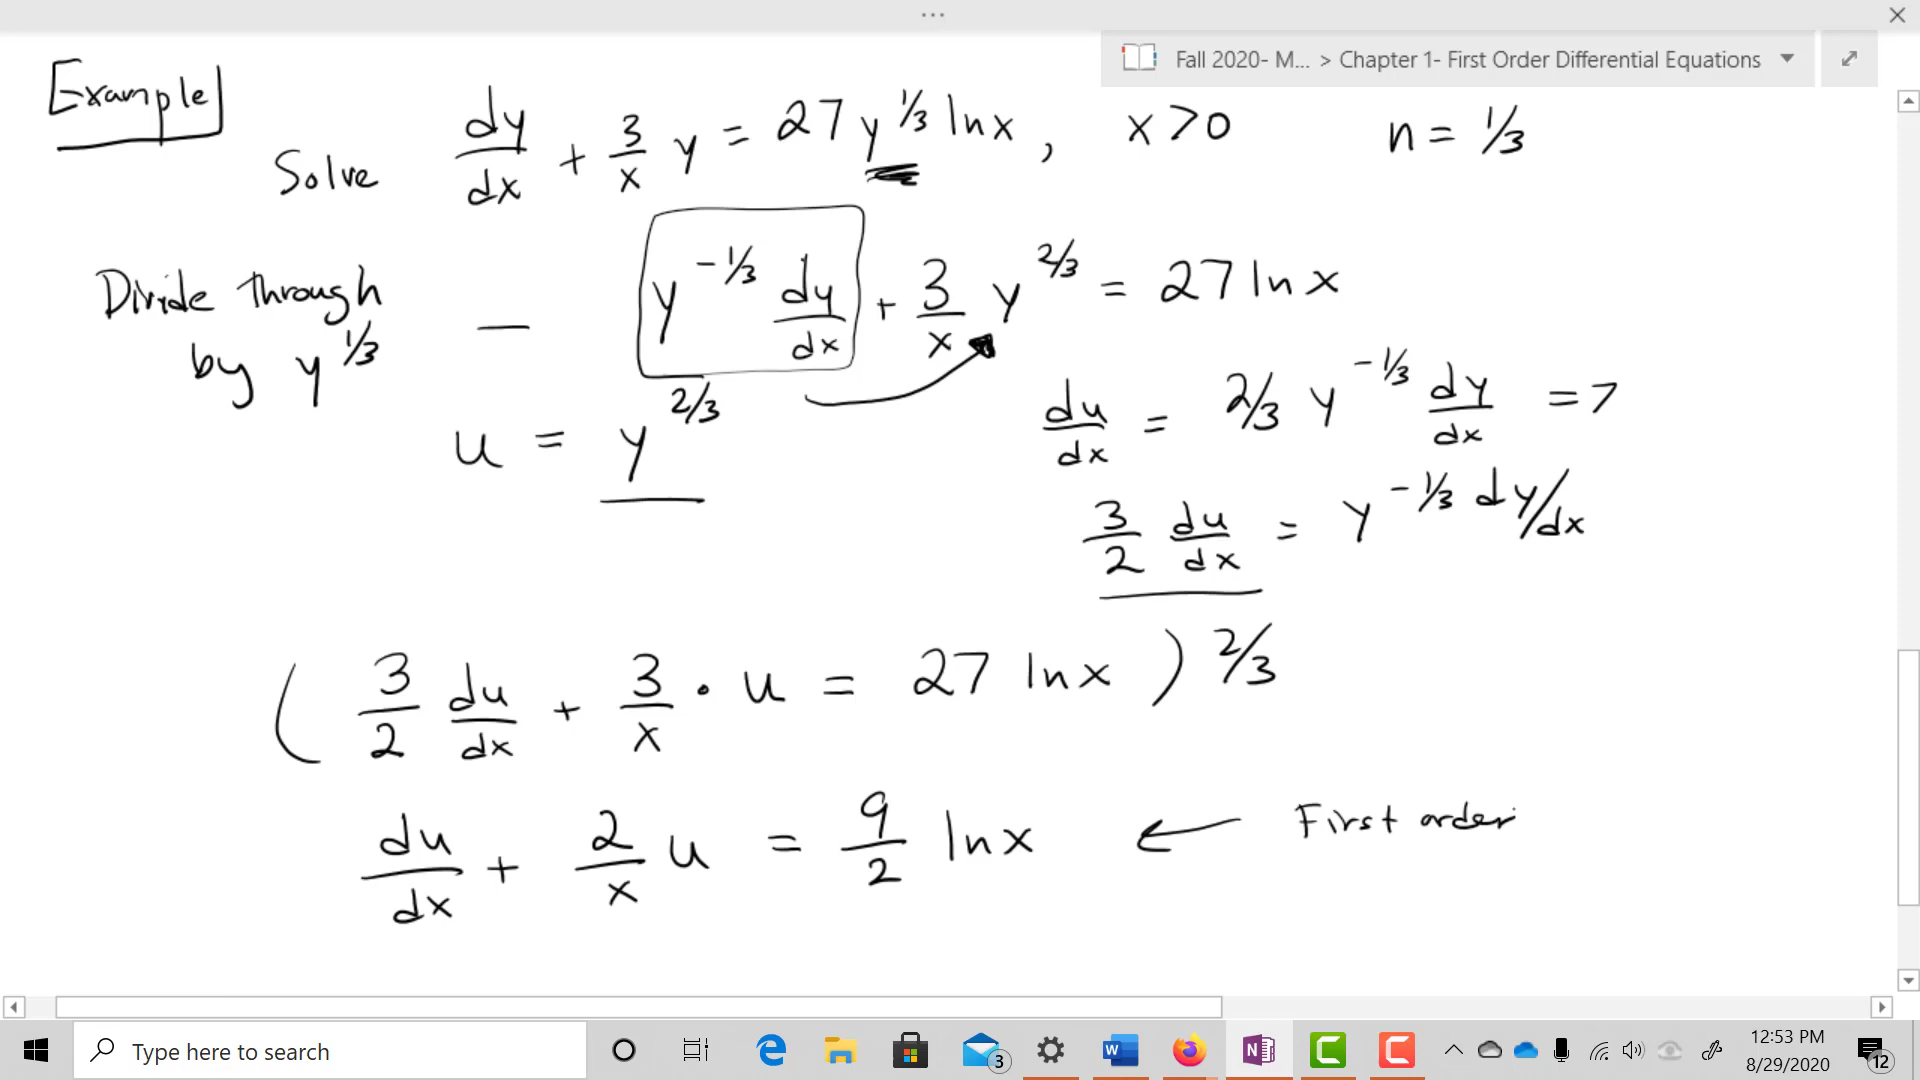 Fall 2020- M... > Chapter 1- First Order Differential Equations
Example
Solve dy/dx + 3/x y = 27 y^1/3 ln x , x > 0 n = 1/3
Divide through by y^1/3 — y^-1/3 dy/dx + 3/x y^2/3 = 27 ln x
u = y^2/3 du/dx = 2/3 y^-1/3 dy/dx =>
3/2 du/dx = y^-1/3 dy/dx
( 3/2 du/dx + 3/x · u = 27 ln x ) 2/3
du/dx + 2/x u = 9/2 ln x ← First order
Type here to search
3
12:53 PM
8/29/2020
12